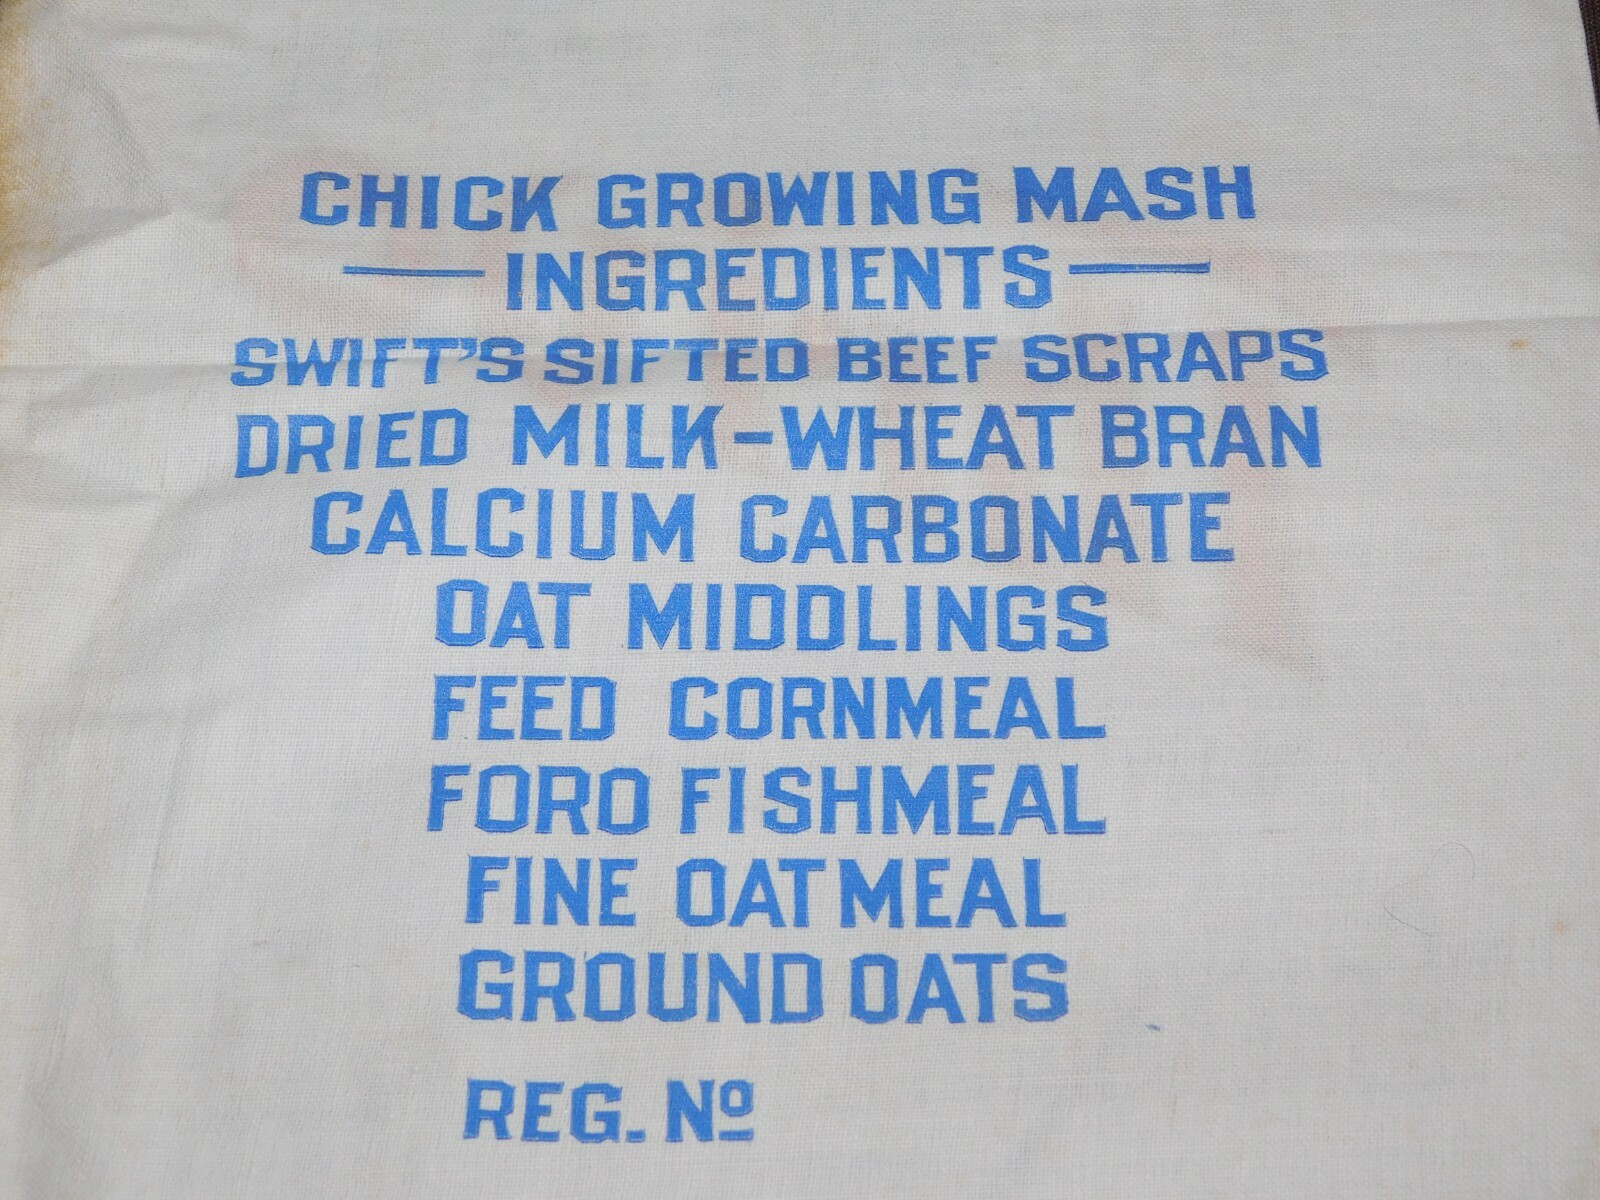 CHICK GROWING MASH
INGREDIENTS
SWIFT'S SIFTED BEEF SCRAPS
DRIED MILK-WHEAT BRAN
CALCIUM CARBONATE
OAT MIDDLINGS
FEED CORNMEAL
FORO FISHMEAL
FINE OATMEAL
GROUND OATS
REG. Nº